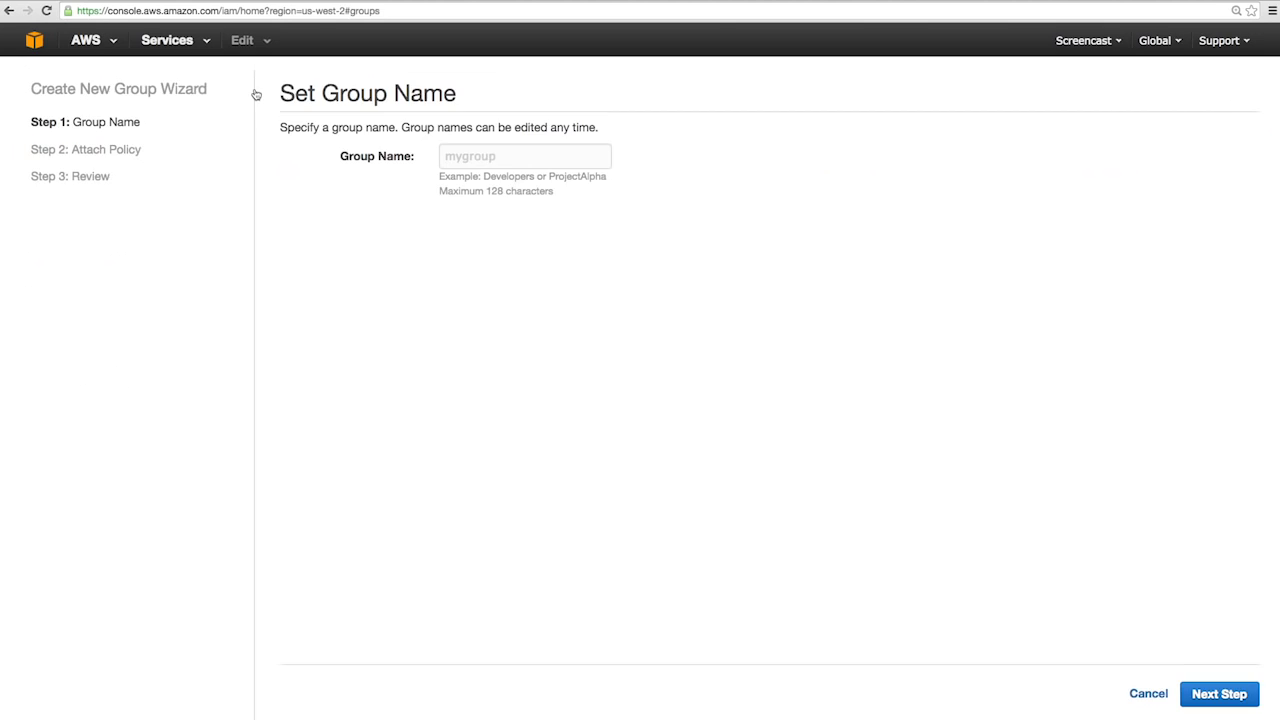 https://console.aws.amazon.com/iam/home?region=us-west-2#groups
AWS Services Edit Screencast Global Support
Create New Group Wizard
Step 1: Group Name
Step 2: Attach Policy
Step 3: Review
Set Group Name
Specify a group name. Group names can be edited any time.
Group Name: mygroup
Example: Developers or ProjectAlpha
Maximum 128 characters
Cancel Next Step